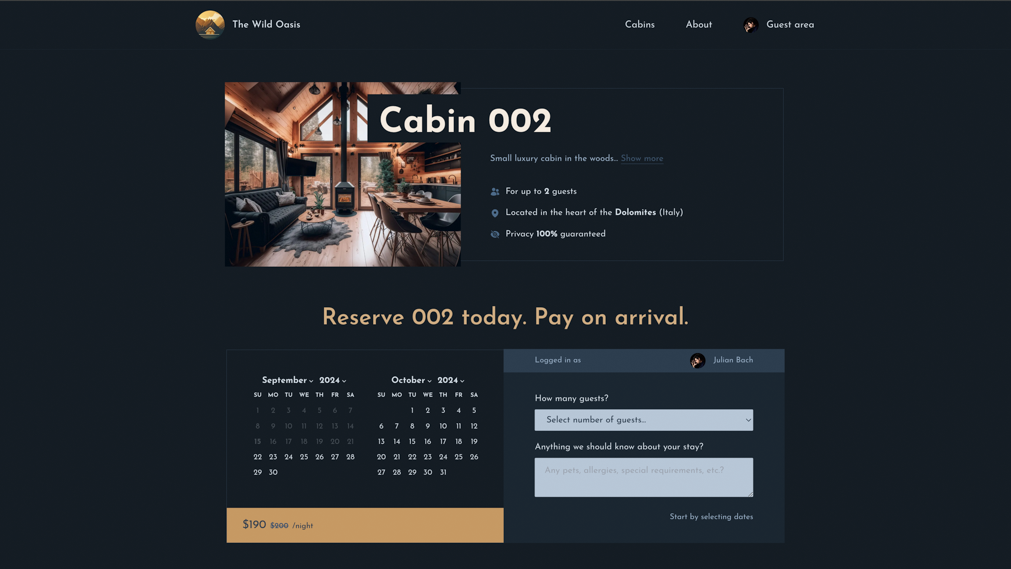 The Wild Oasis
Cabins About Guest area
Cabin 002
Small luxury cabin in the woods... Show more
For up to 2 guests
Located in the heart of the Dolomites (Italy)
Privacy 100% guaranteed
Reserve 002 today. Pay on arrival.
September 2024
SU MO TU WE TH FR SA
1 2 3 4 5 6 7
8 9 10 11 12 13 14
15 16 17 18 19 20 21
22 23 24 25 26 27 28
29 30
October 2024
SU MO TU WE TH FR SA
1 2 3 4 5
6 7 8 9 10 11 12
13 14 15 16 17 18 19
20 21 22 23 24 25 26
27 28 29 30 31
$190 $200 /night
Logged in as Julian Bach
How many guests?
Select number of guests...
Anything we should know about your stay?
Any pets, allergies, special requirements, etc.?
Start by selecting dates